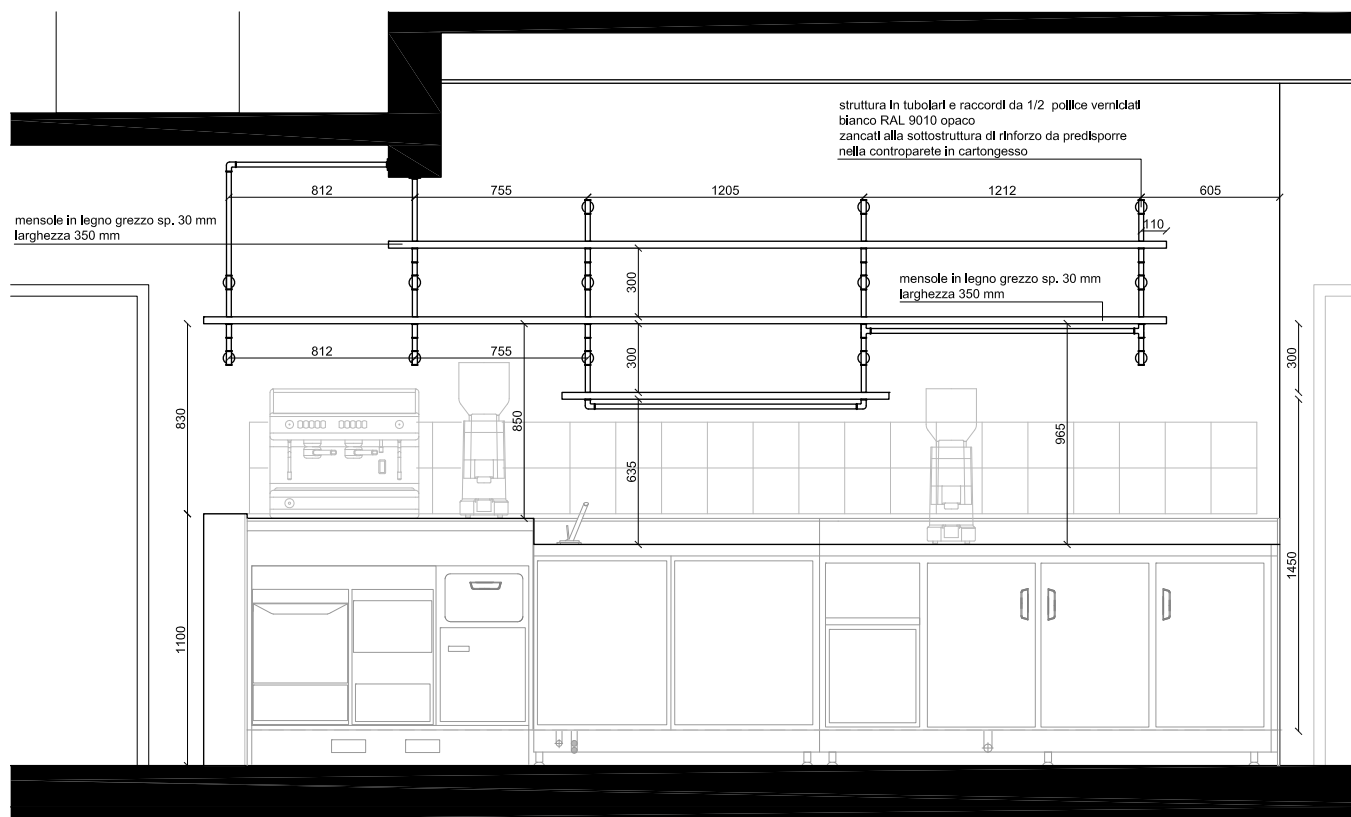 struttura in tubolari e raccordi da 1/2 pollice verniciati
bianco RAL 9010 opaco
zancati alla sottostruttura di rinforzo da predisporre
nella controparete in cartongesso
812
755
1205
1212
605
mensole in legno grezzo sp. 30 mm
larghezza 350 mm
110
300
mensole in legno grezzo sp. 30 mm
larghezza 350 mm
812
755
300
300
830
850
635
965
1450
1100